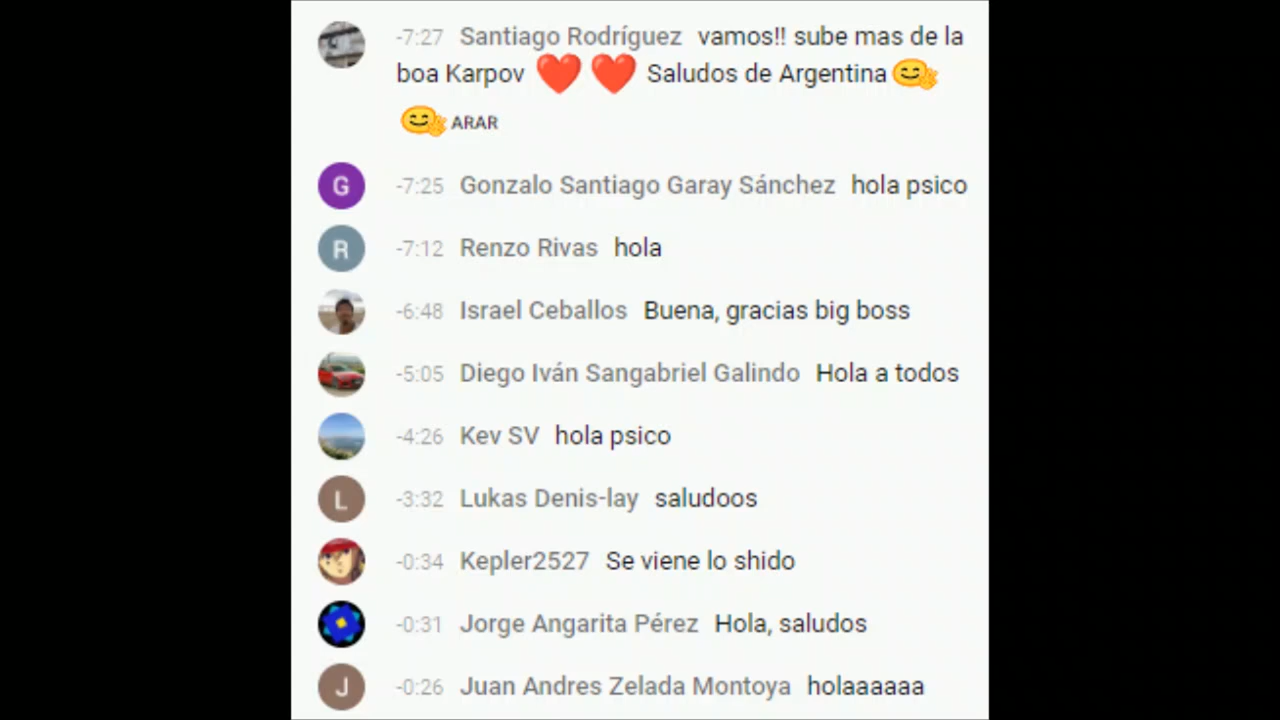 -7:27 Santiago Rodríguez vamos!! sube mas de la
boa Karpov ❤️ ❤️ Saludos de Argentina
ARAR
G -7:25 Gonzalo Santiago Garay Sánchez hola psico
R -7:12 Renzo Rivas hola
-6:48 Israel Ceballos Buena, gracias big boss
-5:05 Diego Iván Sangabriel Galindo Hola a todos
-4:26 Kev SV hola psico
L -3:32 Lukas Denis-lay saludoos
-0:34 Kepler2527 Se viene lo shido
-0:31 Jorge Angarita Pérez Hola, saludos
J -0:26 Juan Andres Zelada Montoya holaaaaaa